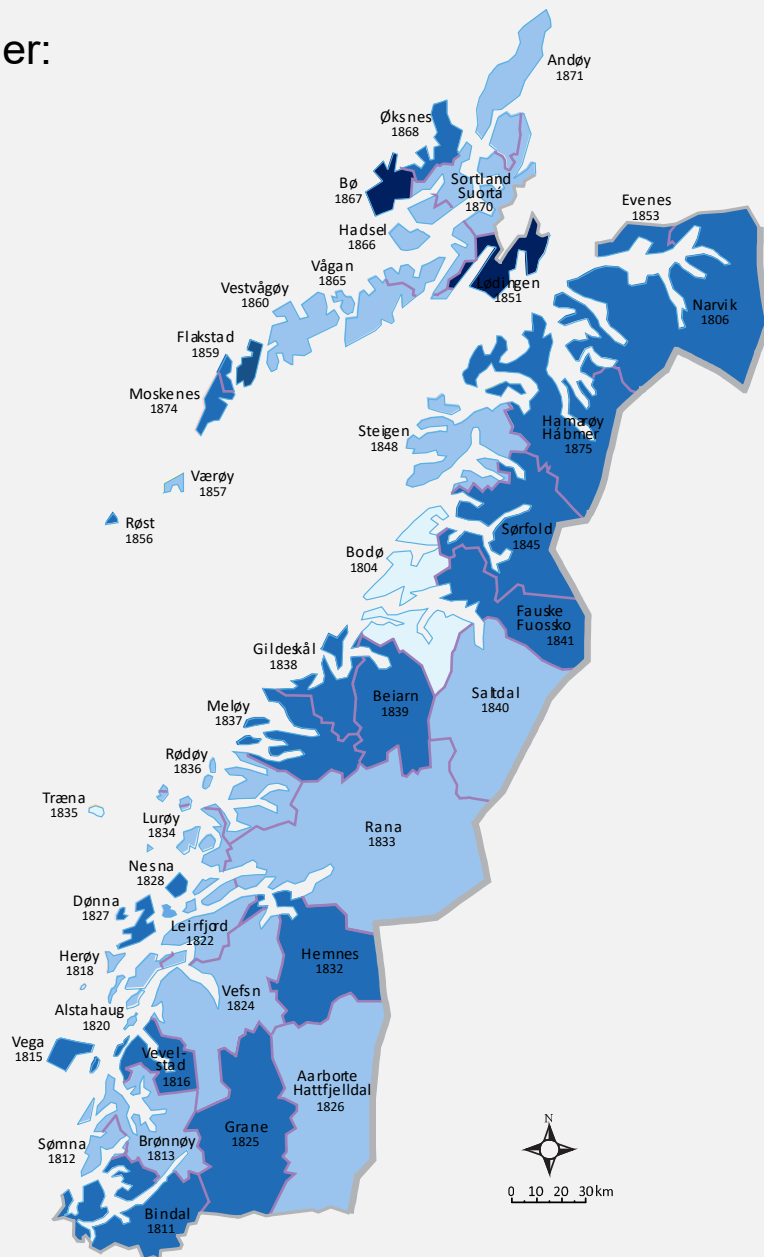 er:
Andøy
1871
Øksnes
1868
Bø
1867
Sortland
Suortá
1870
Evenes
1853
Hadsel
1866
Vågan
1865
Vestvågøy
1860
Lødingen
1851
Narvik
1806
Flakstad
1859
Moskenes
1874
Steigen
1848
Hamarøy
Hábmer
1875
Værøy
1857
Røst
1856
Sørfold
1845
Bodø
1804
Fauske
Fuossko
1841
Gildeskål
1838
Beiarn
1839
Saltdal
1840
Meløy
1837
Rødøy
1836
Træna
1835
Lurøy
1834
Rana
1833
Nesna
1828
Dønna
1827
Leirfjord
1822
Herøy
1818
Hemnes
1832
Vefsn
1824
Alstahaug
1820
Vega
1815
Vevel-
stad
1816
Aarborte
Hattfjelldal
1826
Grane
1825
Brønnøy
1813
Sømna
1812
Bindal
1811
N
0 10 20 30km